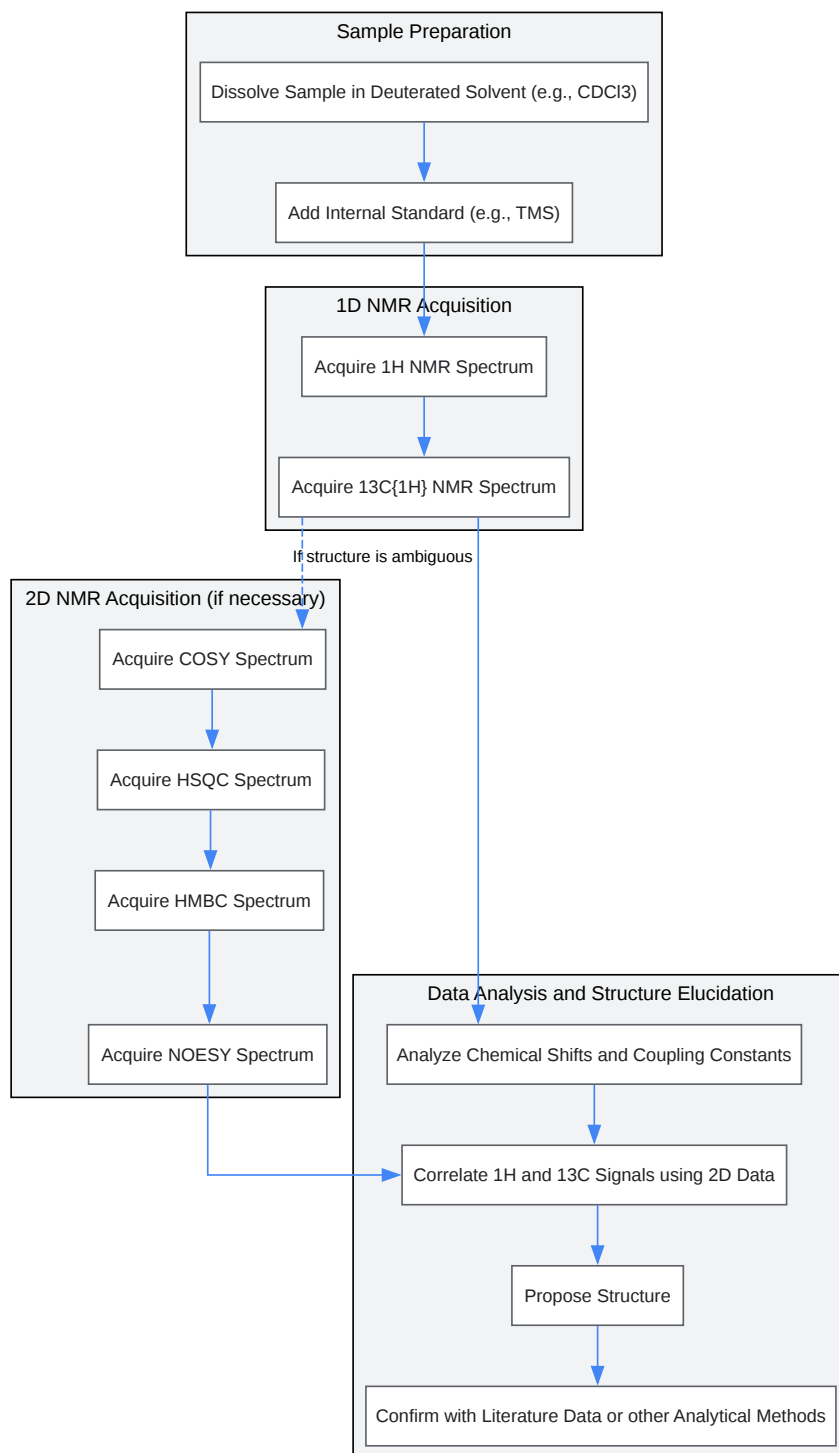 Sample Preparation
Dissolve Sample in Deuterated Solvent (e.g., CDCl3)
Add Internal Standard (e.g., TMS)
1D NMR Acquisition
Acquire 1H NMR Spectrum
Acquire 13C{1H} NMR Spectrum
If structure is ambiguous
2D NMR Acquisition (if necessary)
Acquire COSY Spectrum
Acquire HSQC Spectrum
Acquire HMBC Spectrum
Acquire NOESY Spectrum
Data Analysis and Structure Elucidation
Analyze Chemical Shifts and Coupling Constants
Correlate 1H and 13C Signals using 2D Data
Propose Structure
Confirm with Literature Data or other Analytical Methods